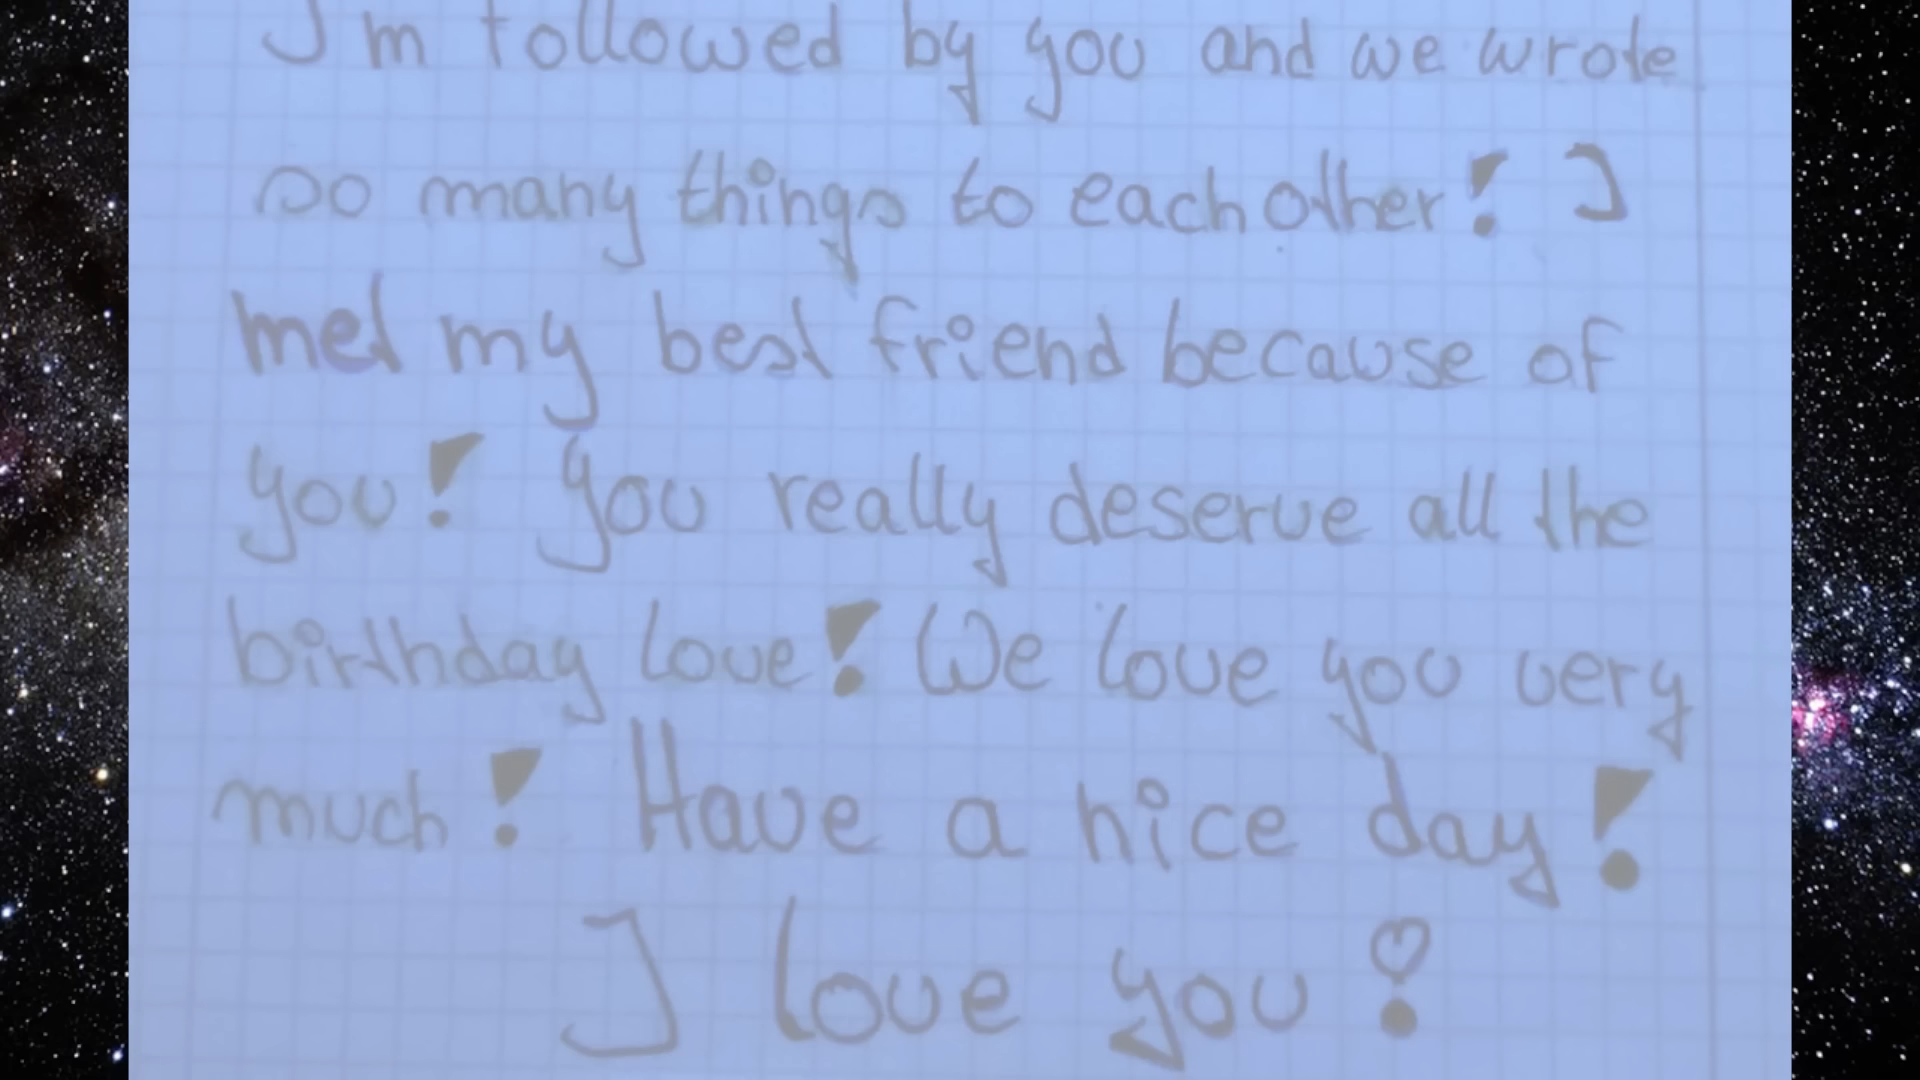 I'm followed by you and we wrote
so many things to each other! I
met my best friend because of
you! You really deserve all the
birthday love! We love you very
much! Have a nice day!
I love you!